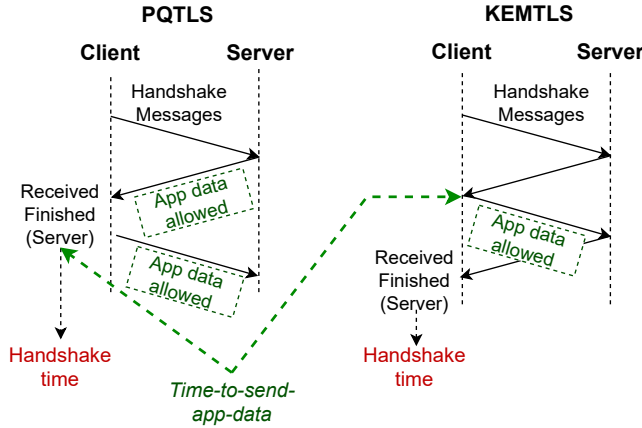 PQTLS
Client Server
Handshake
Messages
App data
allowed
Received
Finished
(Server)
App data
allowed
Handshake
time
Time-to-send-
app-data
KEMTLS
Client Server
Handshake
Messages
App data
allowed
Received
Finished
(Server)
Handshake
time